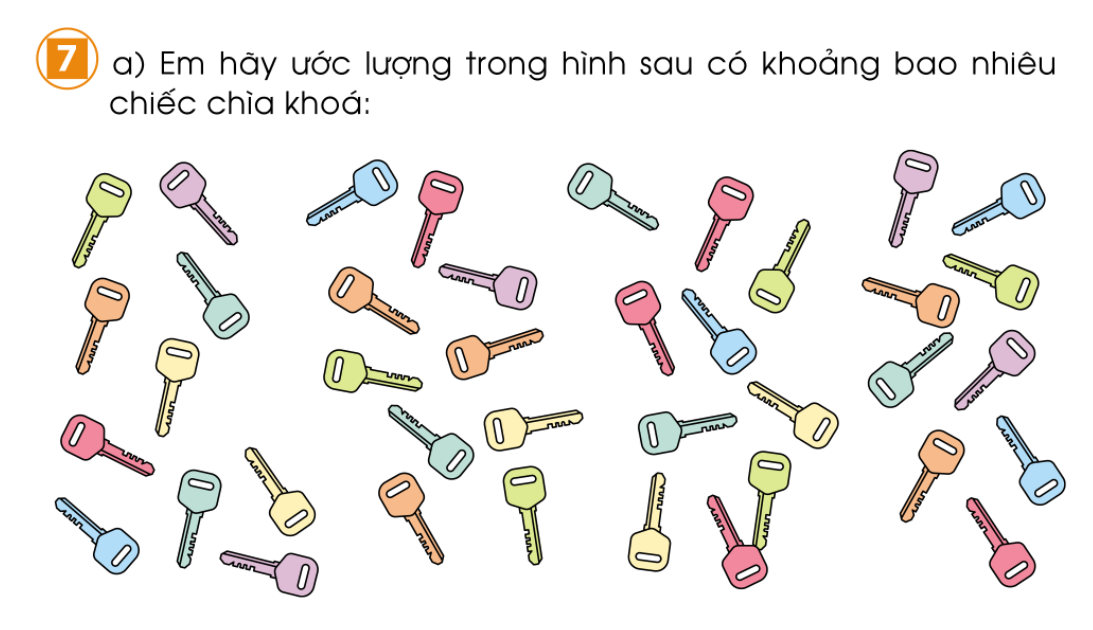 7 a) Em hãy ước lượng trong hình sau có khoảng bao nhiêu
chiếc chìa khoá: